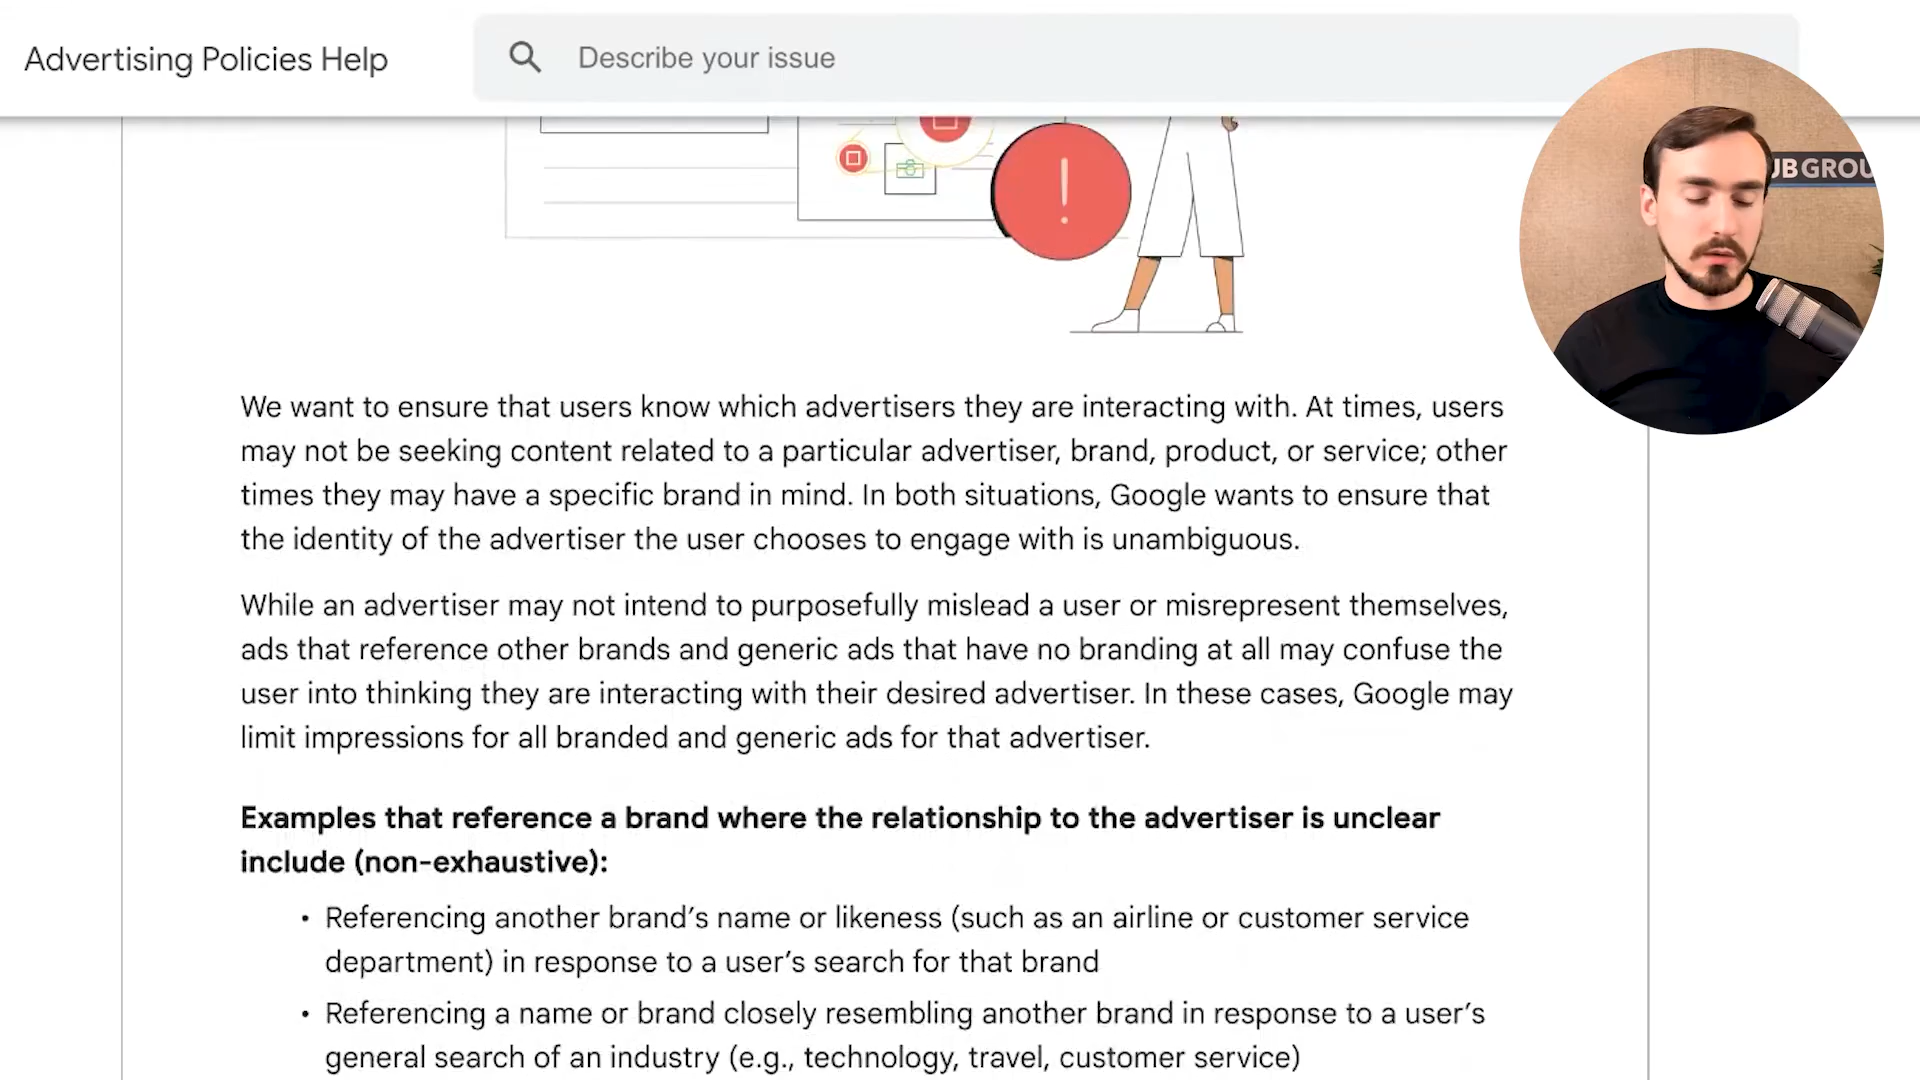 Advertising Policies Help
Describe your issue
UB GROU
We want to ensure that users know which advertisers they are interacting with. At times, users
may not be seeking content related to a particular advertiser, brand, product, or service; other
times they may have a specific brand in mind. In both situations, Google wants to ensure that
the identity of the advertiser the user chooses to engage with is unambiguous.
While an advertiser may not intend to purposefully mislead a user or misrepresent themselves,
ads that reference other brands and generic ads that have no branding at all may confuse the
user into thinking they are interacting with their desired advertiser. In these cases, Google may
limit impressions for all branded and generic ads for that advertiser.
Examples that reference a brand where the relationship to the advertiser is unclear
include (non-exhaustive):
• Referencing another brand’s name or likeness (such as an airline or customer service
department) in response to a user’s search for that brand
• Referencing a name or brand closely resembling another brand in response to a user’s
general search of an industry (e.g., technology, travel, customer service)